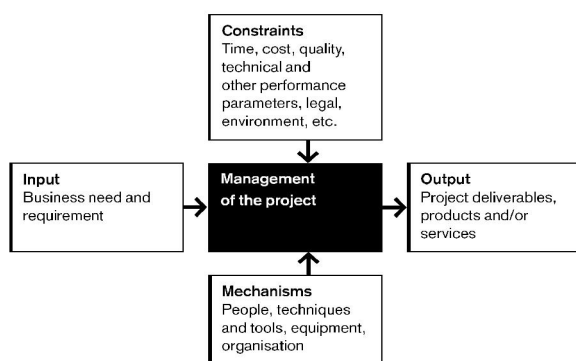 Constraints
Time, cost, quality,
technical and
other performance
parameters, legal,
environment, etc.
Input
Business need and
requirement
Management
of the project
Output
Project deliverables,
products and/or
services
Mechanisms
People, techniques
and tools, equipment,
organisation